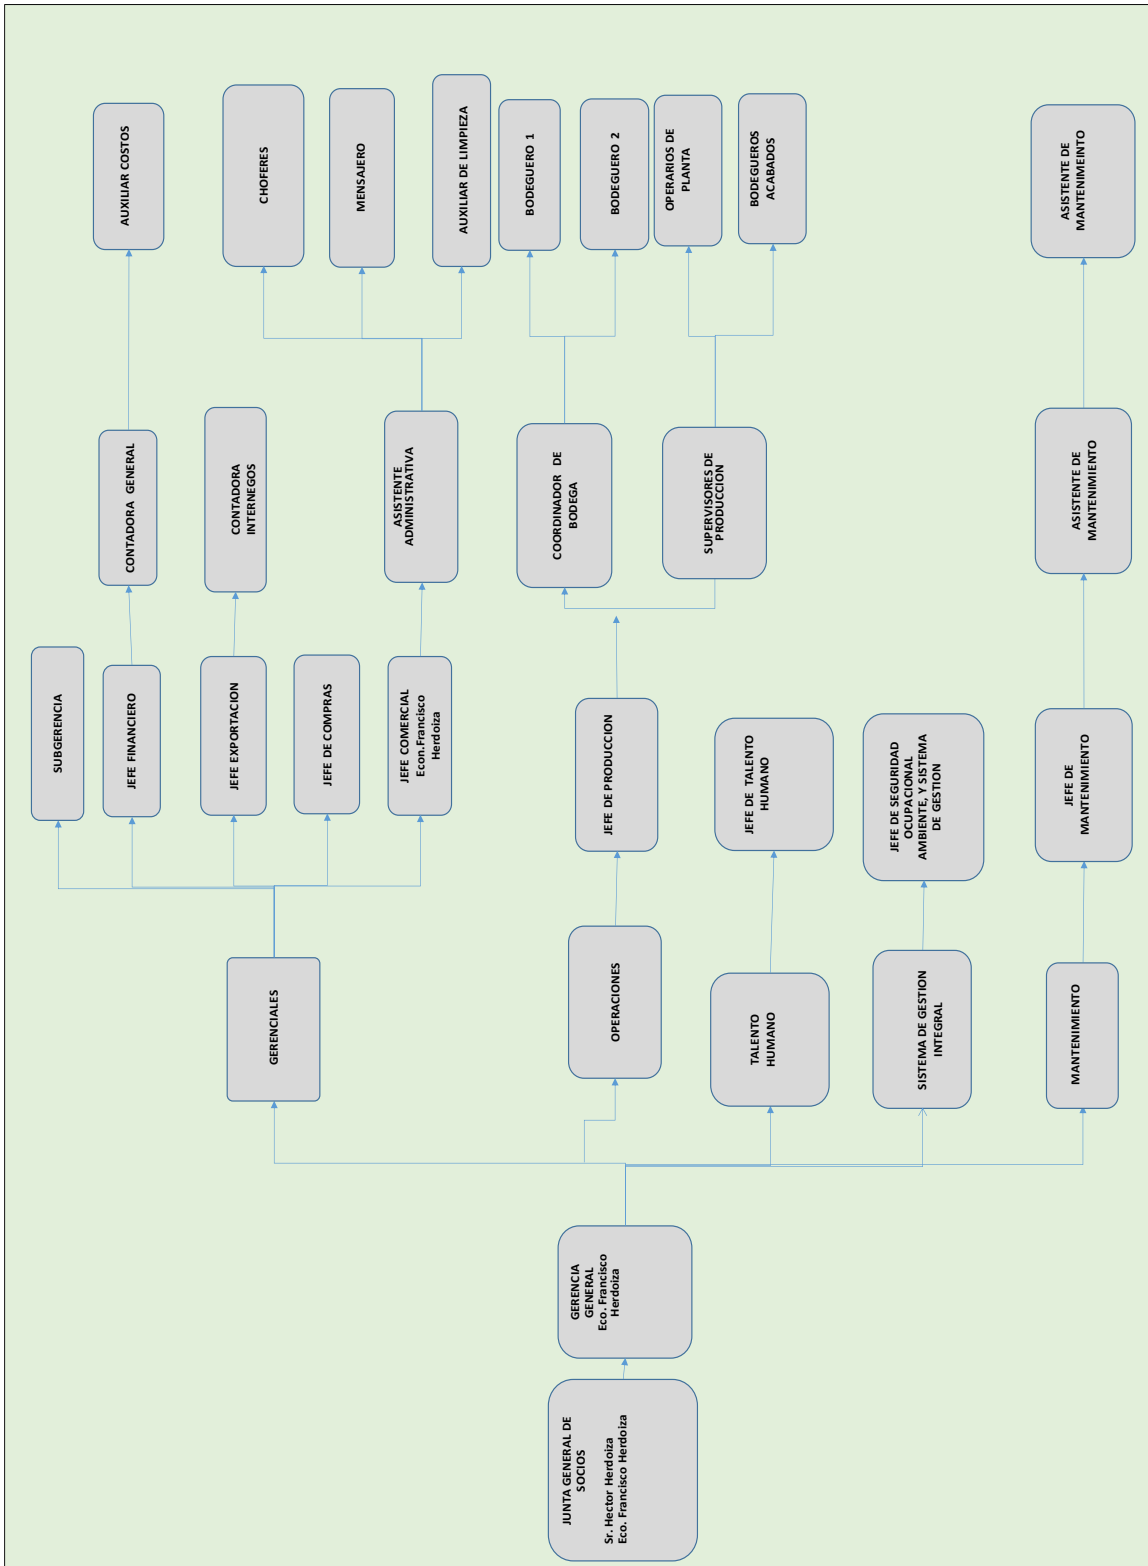 JUNTA GENERAL DE
SOCIOS
Sr. Hector Herdoiza
Eco. Francisco Herdoiza
GERENCIA
GENERAL
Eco. Francisco
Herdoiza
GERENCIALES
OPERACIONES
TALENTO
HUMANO
SISTEMA DE GESTION
INTEGRAL
MANTENIMIENTO
SUBGERENCIA
JEFE FINANCIERO
JEFE EXPORTACION
JEFE DE COMPRAS
JEFE COMERCIAL
Econ.Francisco
Herdoiza
JEFE DE PRODUCCION
JEFE DE TALENTO
HUMANO
JEFE DE SEGURIDAD
OCUPACIONAL
AMBIENTE, Y SISTEMA
DE GESTION
JEFE DE
MANTENIMIENTO
CONTADORA GENERAL
CONTADORA
INTERNEGOS
ASISTENTE
ADMINISTRATIVA
COORDINADOR DE
BODEGA
SUPERVISORES DE
PRODUCCION
ASISTENTE DE
MANTENIMIENTO
AUXILIAR COSTOS
CHOFERES
MENSAJERO
AUXILIAR DE LIMPIEZA
BODEGUERO 1
BODEGUERO 2
OPERARIOS DE
PLANTA
BODEGUEROS
ACABADOS
ASISTENTE DE
MANTENIMEINTO